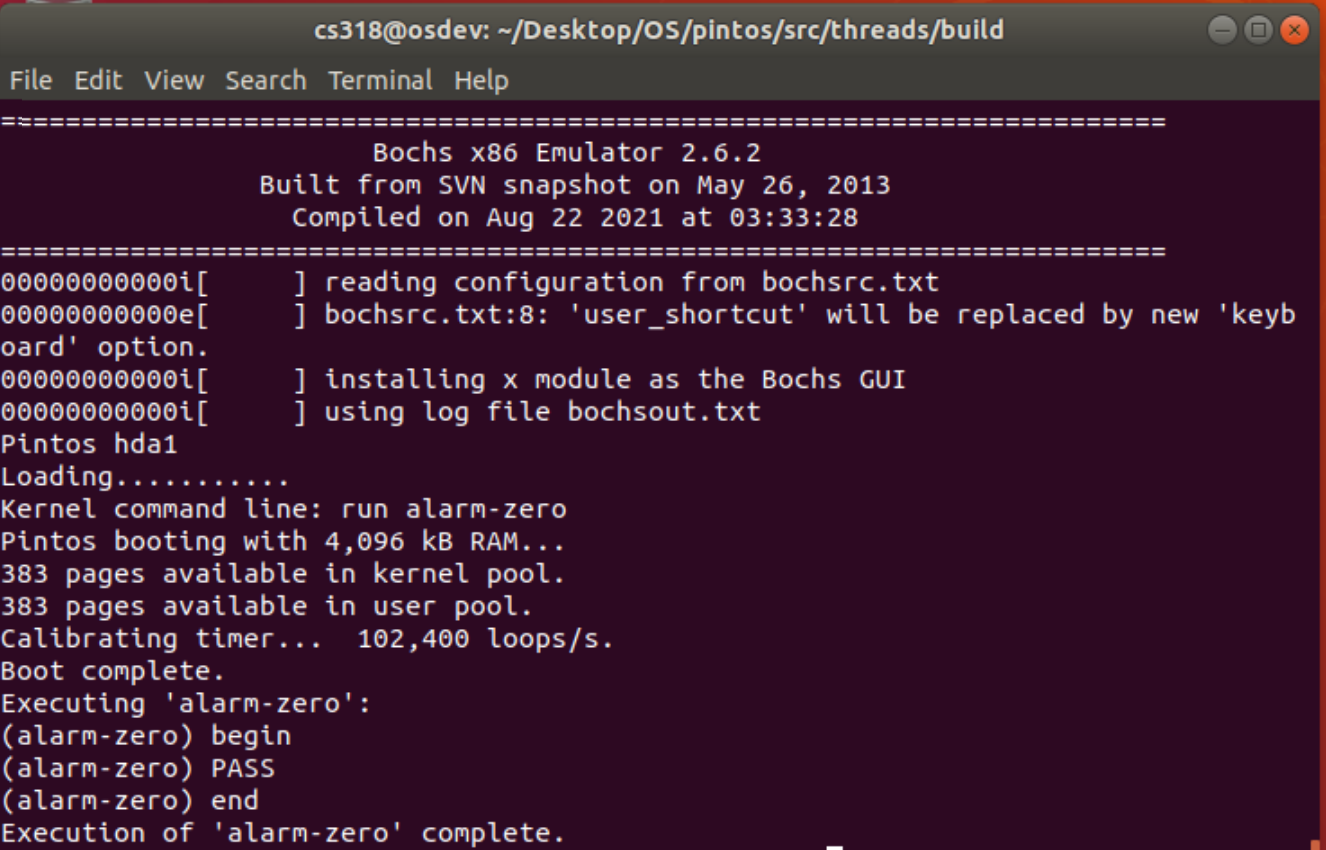 cs318@osdev: ~/Desktop/OS/pintos/src/threads/build
File Edit View Search Terminal Help
========================================================================
Bochs x86 Emulator 2.6.2
Built from SVN snapshot on May 26, 2013
Compiled on Aug 22 2021 at 03:33:28
========================================================================
00000000000i[     ] reading configuration from bochsrc.txt
00000000000e[     ] bochsrc.txt:8: 'user_shortcut' will be replaced by new 'keyb
oard' option.
00000000000i[     ] installing x module as the Bochs GUI
00000000000i[     ] using log file bochsout.txt
Pintos hda1
Loading...........
Kernel command line: run alarm-zero
Pintos booting with 4,096 kB RAM...
383 pages available in kernel pool.
383 pages available in user pool.
Calibrating timer...  102,400 loops/s.
Boot complete.
Executing 'alarm-zero':
(alarm-zero) begin
(alarm-zero) PASS
(alarm-zero) end
Execution of 'alarm-zero' complete.